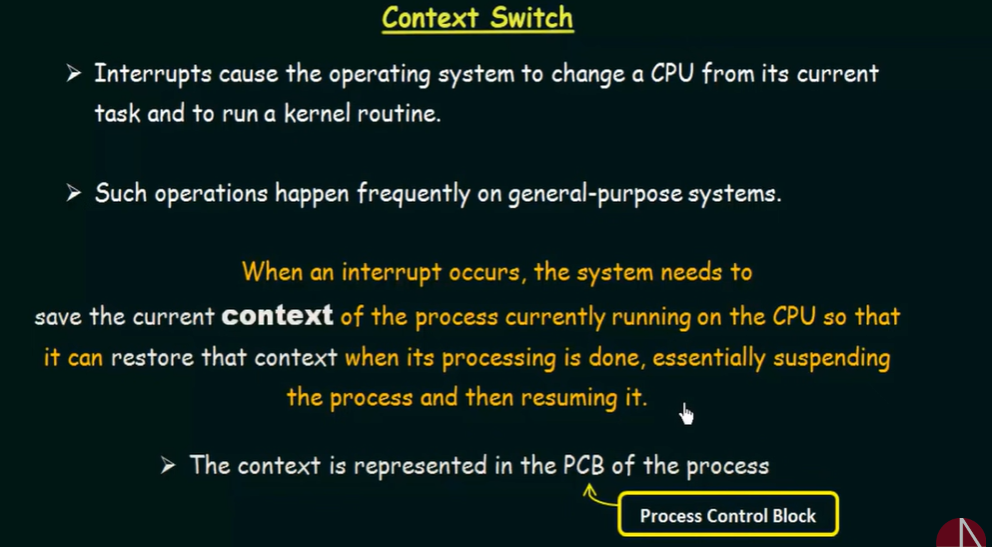 Context Switch
➢ Interrupts cause the operating system to change a CPU from its current
task and to run a kernel routine.
➢ Such operations happen frequently on general-purpose systems.
When an interrupt occurs, the system needs to
save the current context of the process currently running on the CPU so that
it can restore that context when its processing is done, essentially suspending
the process and then resuming it.
➢ The context is represented in the PCB of the process
Process Control Block